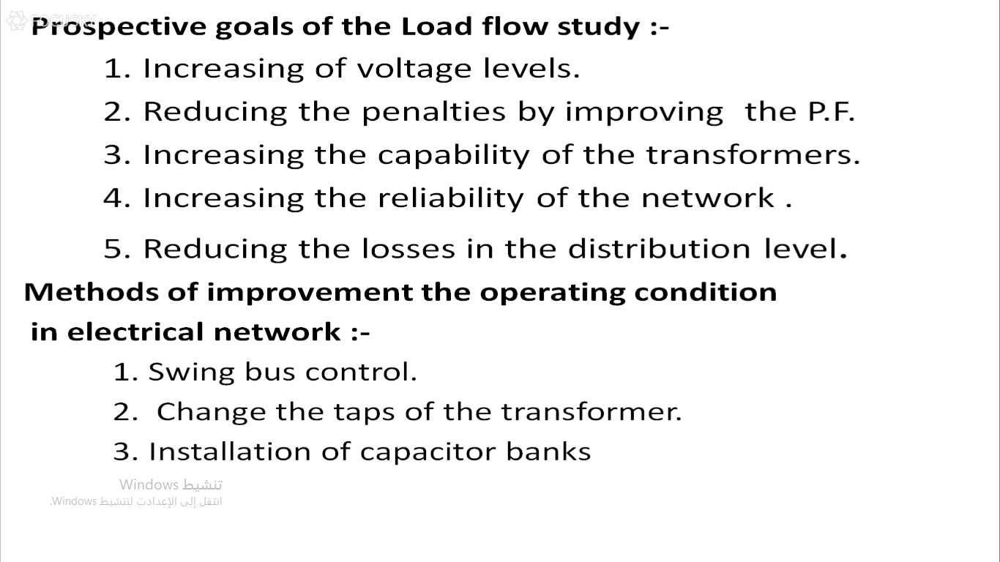 FOCUSKY
Prospective goals of the Load flow study :-
1. Increasing of voltage levels.
2. Reducing the penalties by improving the P.F.
3. Increasing the capability of the transformers.
4. Increasing the reliability of the network .
5. Reducing the losses in the distribution level.
Methods of improvement the operating condition
in electrical network :-
1. Swing bus control.
2. Change the taps of the transformer.
3. Installation of capacitor banks
تنشيط Windows
انتقل إلى الإعدادت لتنشيط Windows.